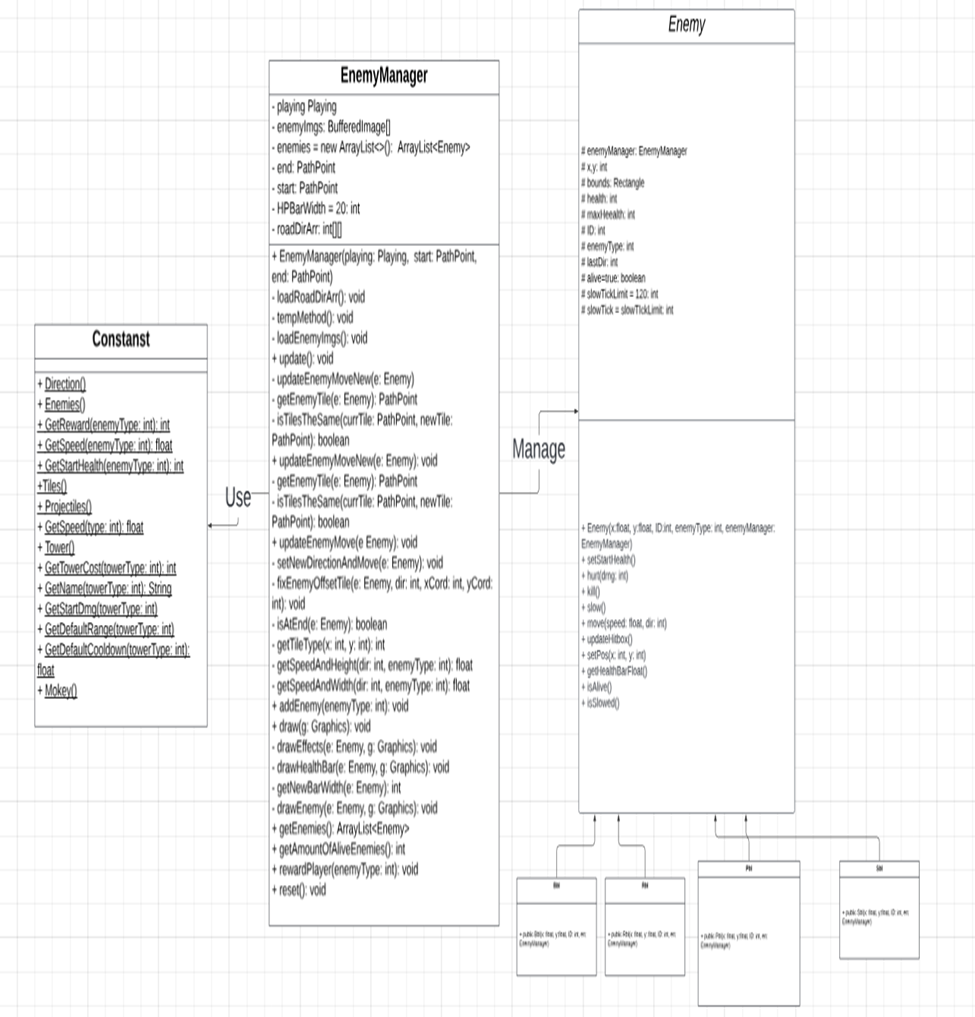 Enemy
# enemyManager: EnemyManager
# x,y: int
# bounds: Rectangle
# health: int
# maxHeealth: int
# ID: int
# enemyType: int
# lastDir: int
# alive=true: boolean
# slowTickLimit = 120: int
# slowTick = slowTickLimit: int
+ Enemy(x:float, y:float, ID:int, enemyType: int, enemyManager:
EnemyManager)
+ setStartHealth()
+ hurt(dmg: int)
+ kill()
+ slow()
+ move(speed: float, dir: int)
+ updateHitbox()
+ setPos(x: int, y: int)
+ getHealthBarFloat()
+ isAlive()
+ isSlowed()
EnemyManager
- playing Playing
- enemyImgs: BufferedImage[]
- enemies = new ArrayList<>(): ArrayList<Enemy>
- end: PathPoint
- start: PathPoint
- HPBarWidth = 20: int
- roadDirArr: int[][]
+ EnemyManager(playing: Playing, start: PathPoint,
end: PathPoint)
- loadRoadDirArr(): void
- tempMethod(): void
- loadEnemyImgs(): void
+ update(): void
- updateEnemyMoveNew(e: Enemy)
- getEnemyTile(e: Enemy): PathPoint
- isTilesTheSame(currTile: PathPoint, newTile:
PathPoint): boolean
+ updateEnemyMoveNew(e: Enemy): void
- getEnemyTile(e: Enemy): PathPoint
- isTilesTheSame(currTile: PathPoint, newTile:
PathPoint): boolean
+ updateEnemyMove(e Enemy): void
- setNewDirectionAndMove(e: Enemy): void
- fixEnemyOffsetTile(e: Enemy, dir: int, xCord: int, yCord:
int): void
- isAtEnd(e: Enemy): boolean
- getTileType(x: int, y: int): int
- getSpeedAndHeight(dir: int, enemyType: int): float
- getSpeedAndWidth(dir: int, enemyType: int): float
+ addEnemy(enemyType: int): void
+ draw(g: Graphics): void
- drawEffects(e: Enemy, g: Graphics): void
- drawHealthBar(e: Enemy, g: Graphics): void
- getNewBarWidth(e: Enemy): int
- drawEnemy(e: Enemy, g: Graphics): void
+ getEnemies(): ArrayList<Enemy>
+ getAmountOfAliveEnemies(): int
+ rewardPlayer(enemyType: int): void
+ reset(): void
Constanst
+ Direction()
+ Enemies()
+ GetReward(enemyType: int): int
+ GetSpeed(enemyType: int): float
+ GetStartHealth(enemyType: int): int
+Tiles()
+ Projectiles()
+ GetSpeed(type: int): float
+ Tower()
+ GetTowerCost(towerType: int): int
+ GetName(towerType: int): String
+ GetStartDmg(towerType: int)
+ GetDefaultRange(towerType: int)
+ GetDefaultCooldown(towerType: int):
float
+ Mokey()
Use
Manage